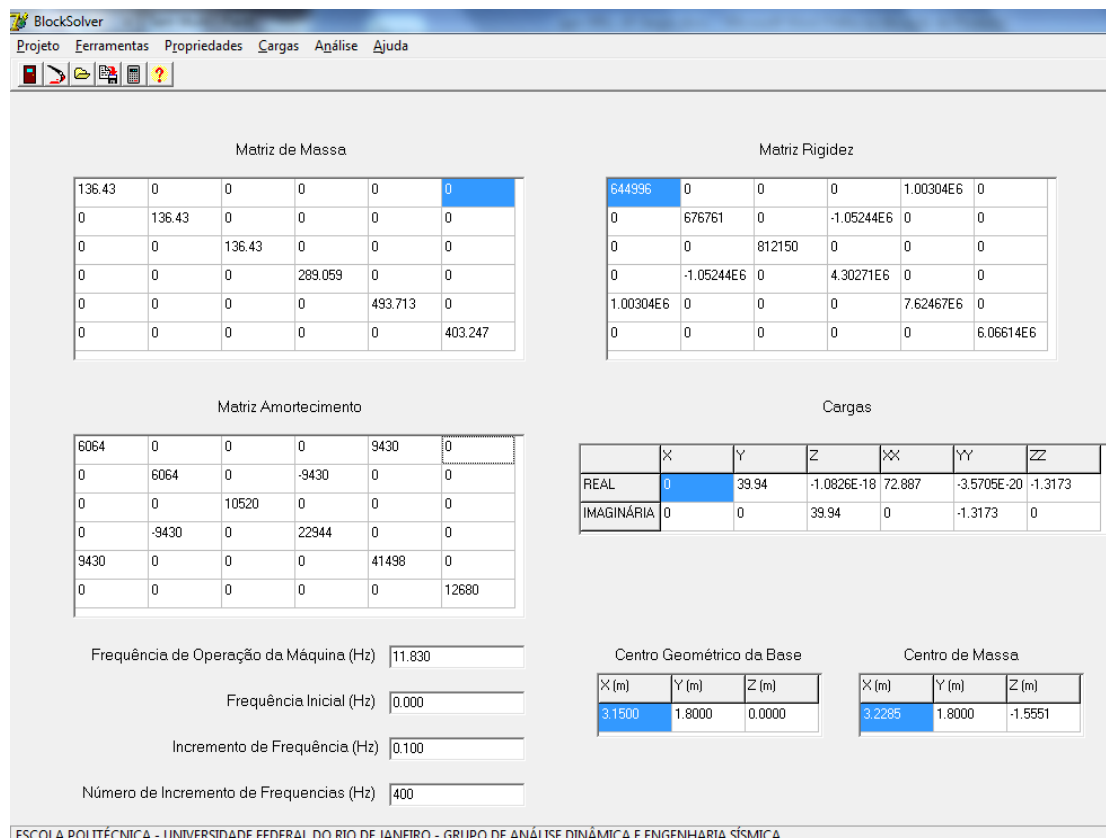 BlockSolver
Projeto Ferramentas Propriedades Cargas Análise Ajuda
Matriz de Massa
136.43 0 0 0 0 0
0 136.43 0 0 0 0
0 0 136.43 0 0 0
0 0 0 289.059 0 0
0 0 0 0 493.713 0
0 0 0 0 0 403.247
Matriz Rigidez
644996 0 0 0 1.00304E6 0
0 676761 0 -1.05244E6 0 0
0 0 812150 0 0 0
0 -1.05244E6 0 4.30271E6 0 0
1.00304E6 0 0 0 7.62467E6 0
0 0 0 0 0 6.06614E6
Matriz Amortecimento
6064 0 0 0 9430 0
0 6064 0 -9430 0 0
0 0 10520 0 0 0
0 -9430 0 22944 0 0
9430 0 0 0 41498 0
0 0 0 0 0 12680
Cargas
X Y Z XX YY ZZ
REAL 0 39.94 -1.0826E-18 72.887 -3.5705E-20 -1.3173
IMAGINÁRIA 0 0 39.94 0 -1.3173 0
Frequência de Operação da Máquina (Hz) 11.830
Frequência Inicial (Hz) 0.000
Incremento de Frequência (Hz) 0.100
Número de Incremento de Frequencias (Hz) 400
Centro Geométrico da Base
X (m) Y (m) Z (m)
3.1500 1.8000 0.0000
Centro de Massa
X (m) Y (m) Z (m)
3.2285 1.8000 -1.5551
ESCOLA POLITÉCNICA - UNIVERSIDADE FEDERAL DO RIO DE JANEIRO - GRUPO DE ANÁLISE DINÂMICA E ENGENHARIA SÍSMICA